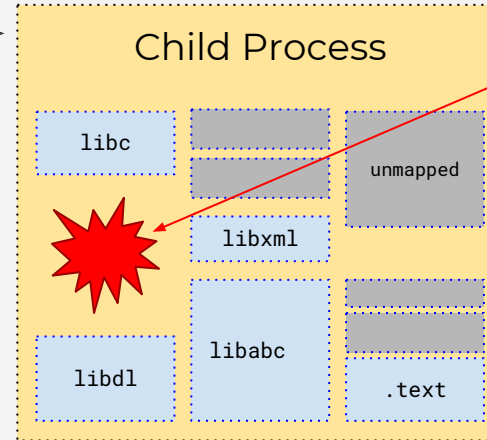 Child Process
libc
unmapped
libxml
libabc
libdl
.text